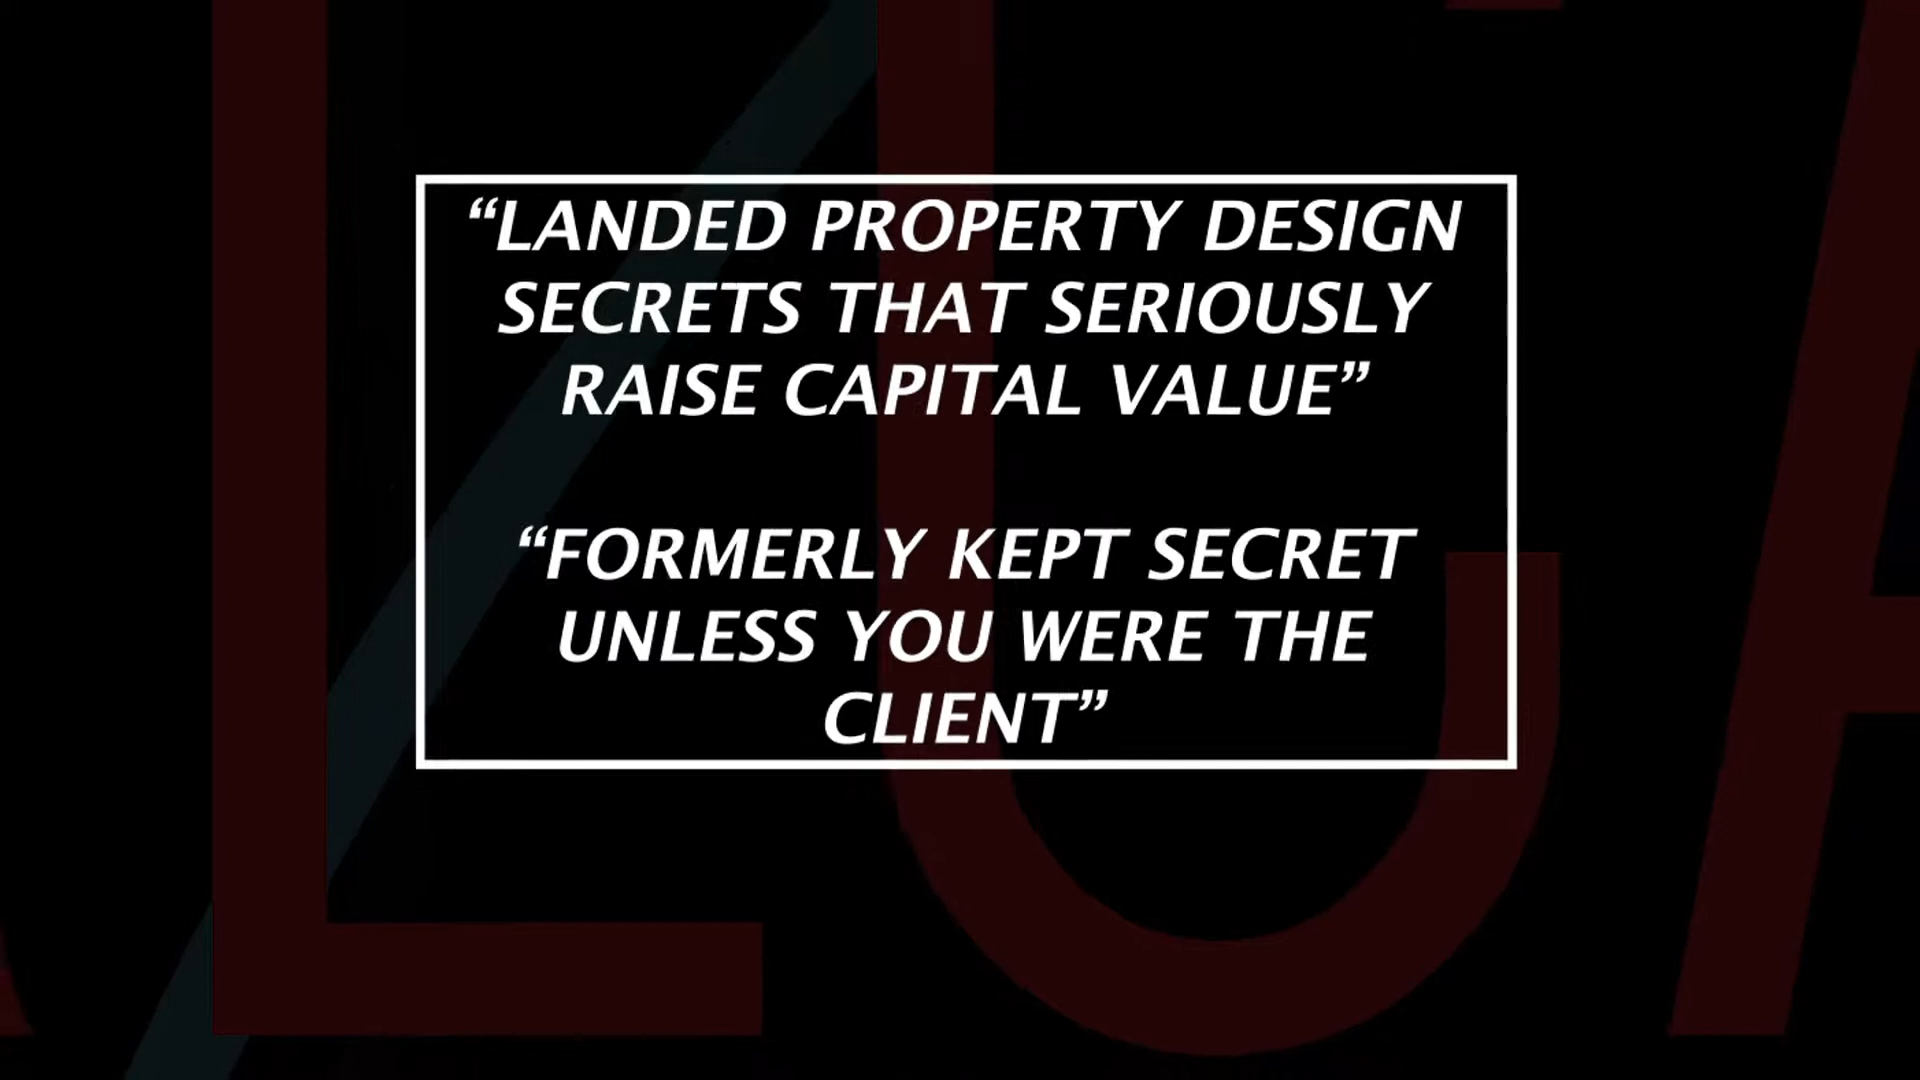 “LANDED PROPERTY DESIGN
SECRETS THAT SERIOUSLY
RAISE CAPITAL VALUE”
“FORMERLY KEPT SECRET
UNLESS YOU WERE THE
CLIENT”